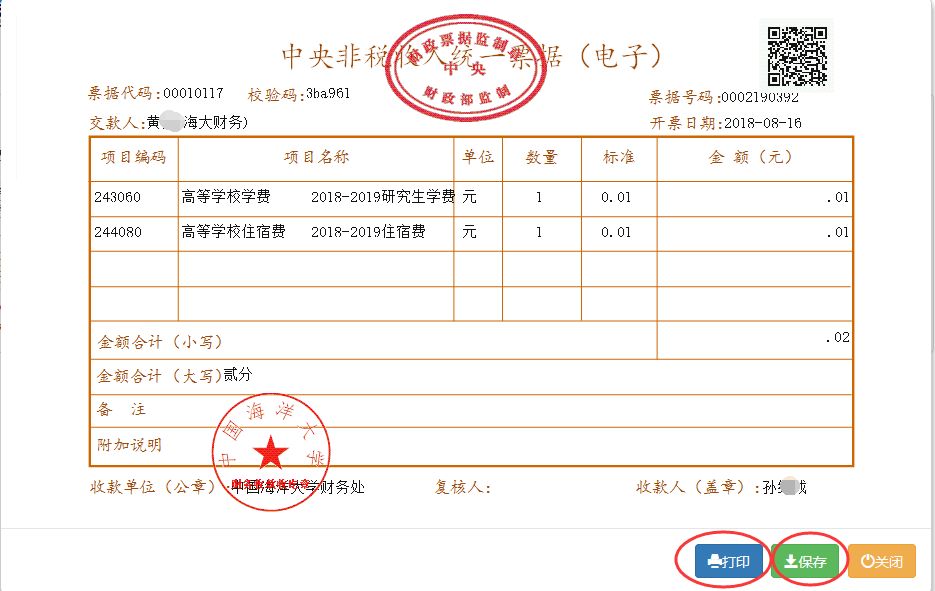 中央非税收入统一票据（电子）
财政票据监制
中央
财政部监制
票据代码:00010117 校验码:3ba961
票据号码:0002190392
交款人:黄 海大财务)
开票日期:2018-08-16
项目编码 项目名称 单位 数量 标准 金 额（元）
243060 高等学校学费 2018-2019研究生学费 元 1 0.01 .01
244080 高等学校住宿费 2018-2019住宿费 元 1 0.01 .01
金额合计（小写） .02
金额合计（大写)贰分
备 注
附加说明
中国海洋大学
收款单位（公章）:中国海洋大学财务处 复核人: 收款人（盖章）:孙
打印 保存 关闭